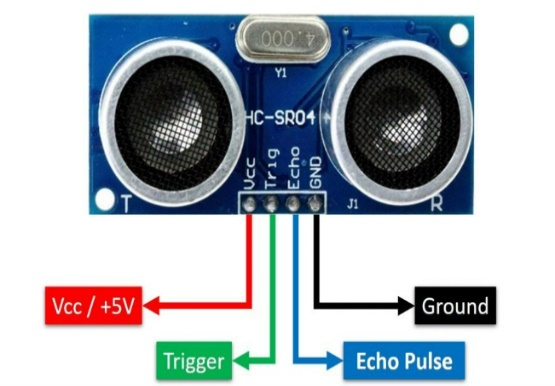 4.000
Y1
HC-SR04
Vcc
Trig
Echo
GND
T
J1
R
Vcc / +5V
Ground
Trigger
Echo Pulse